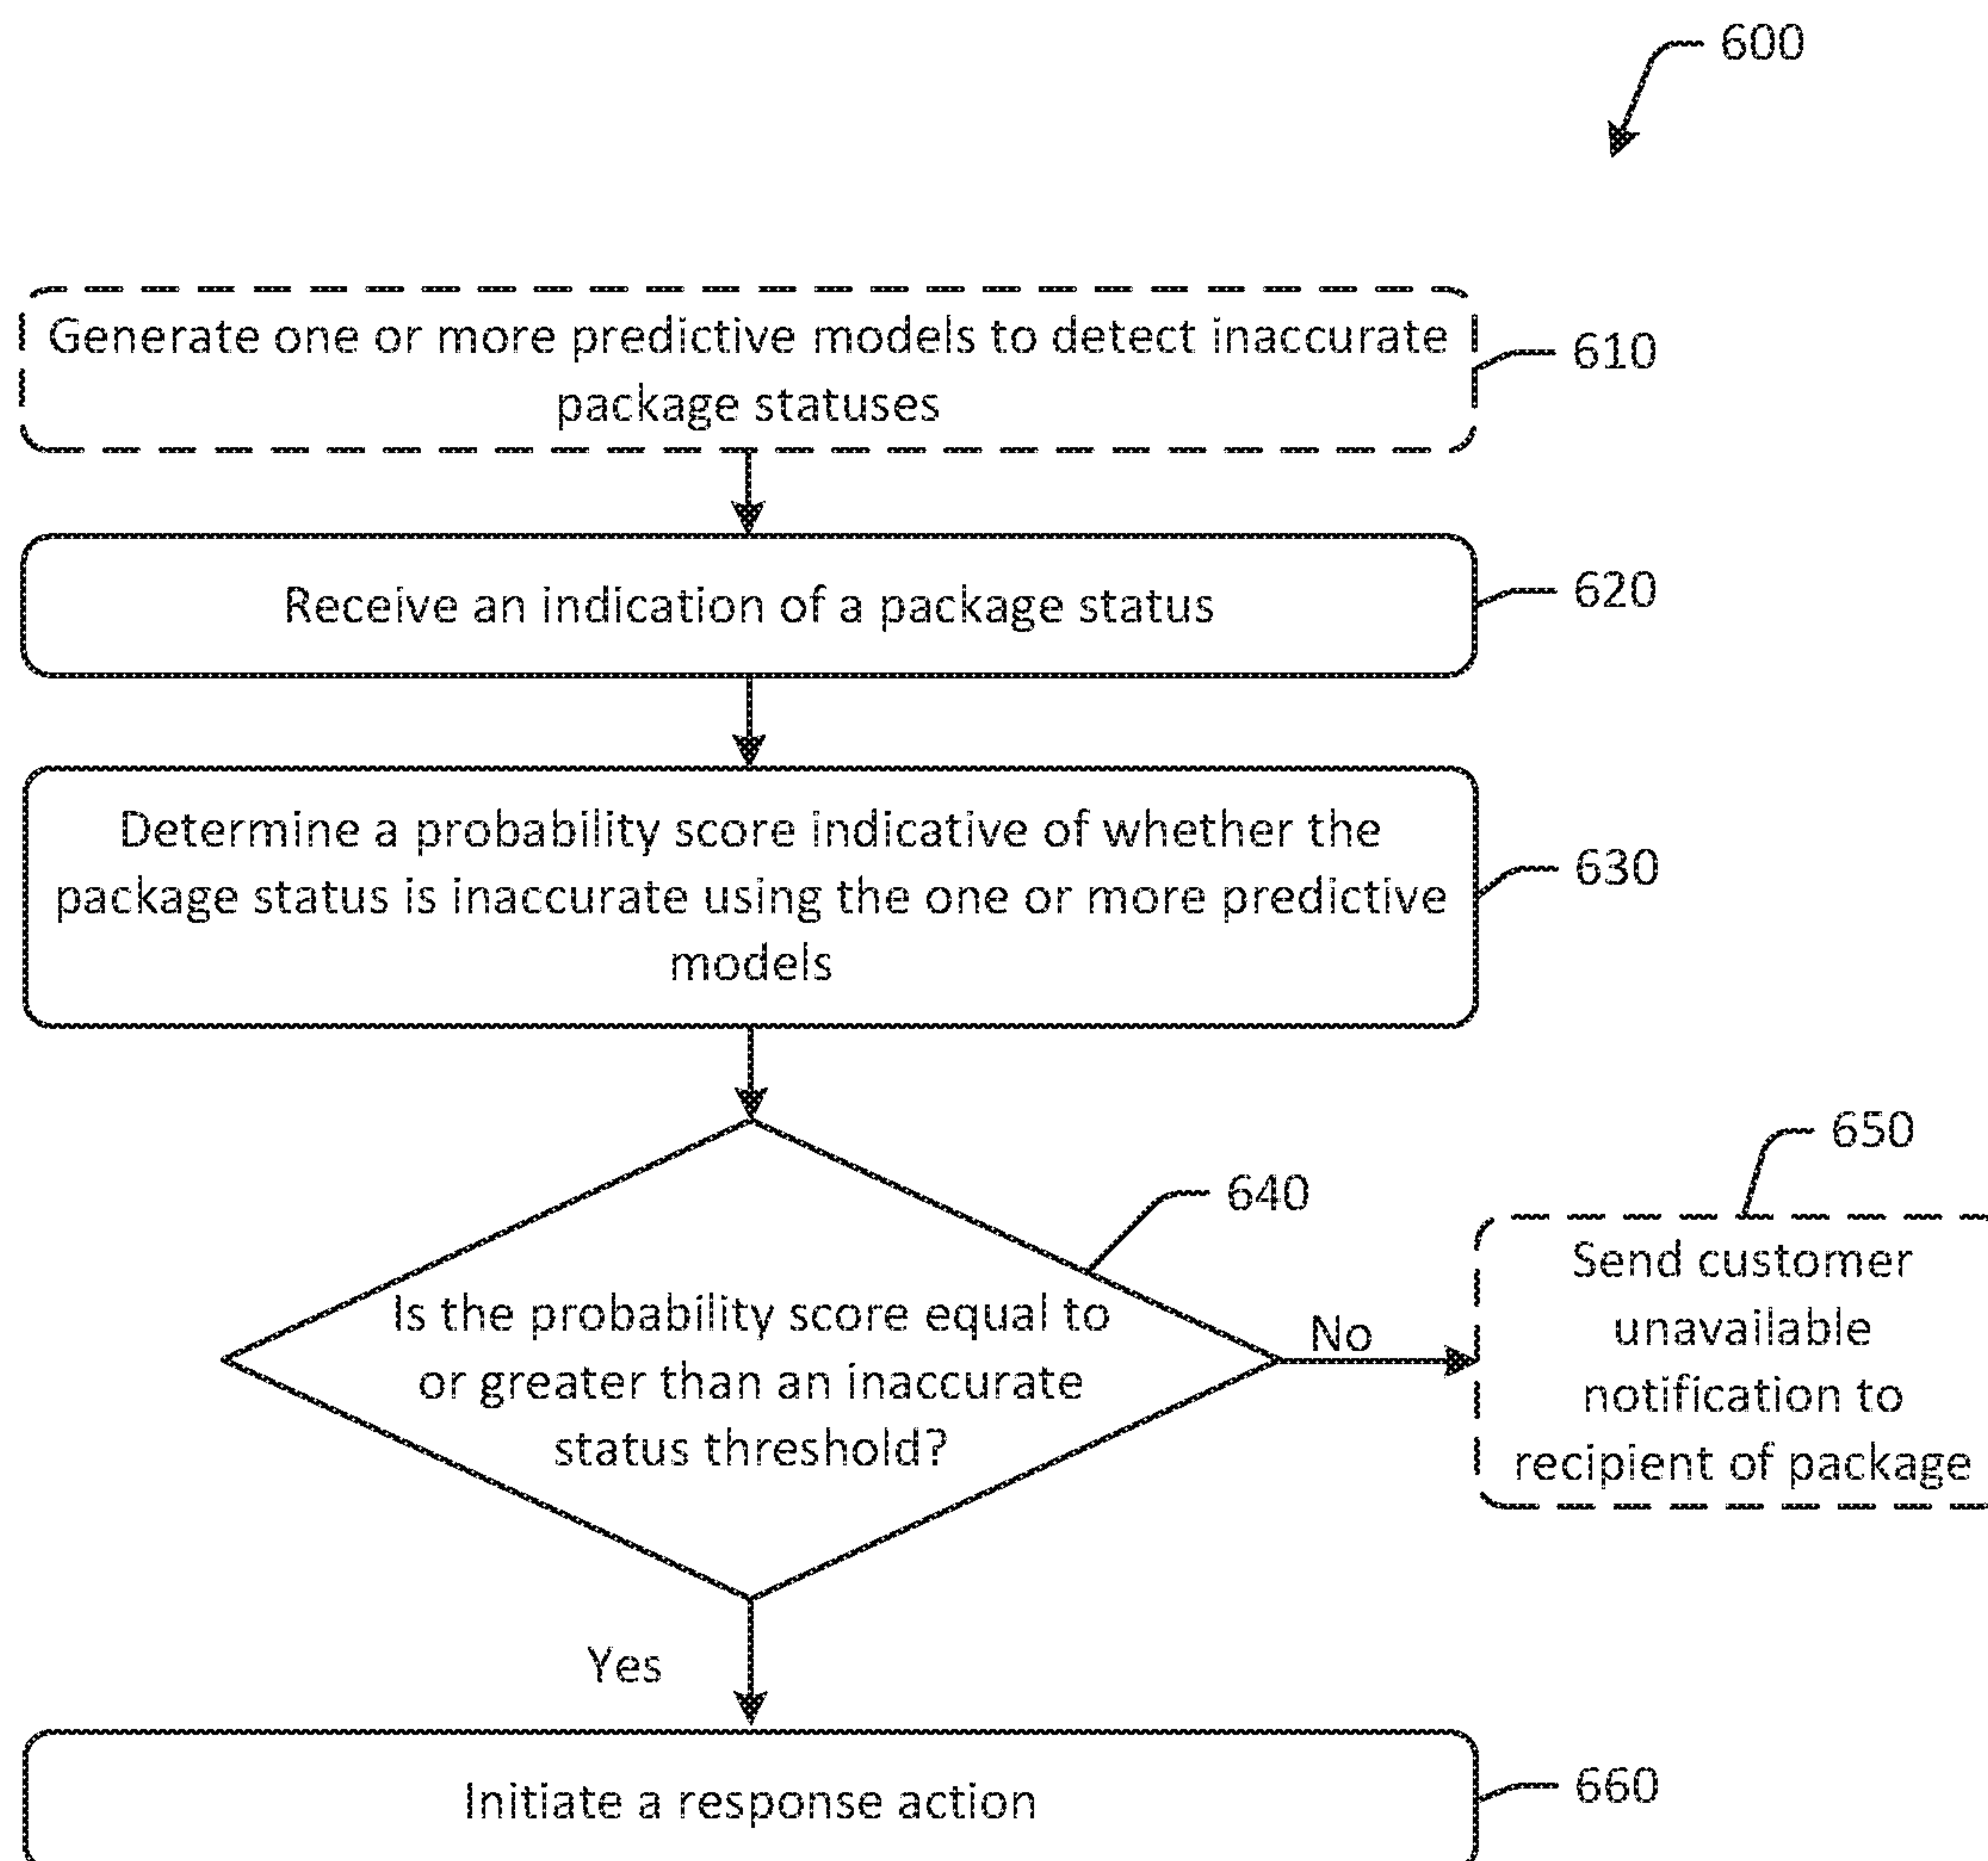 600
Generate one or more predictive models to detect inaccurate
package statuses
610
Receive an indication of a package status
620
Determine a probability score indicative of whether the
package status is inaccurate using the one or more predictive
models
630
640
Is the probability score equal to
or greater than an inaccurate
status threshold?
No
650
Send customer
unavailable
notification to
recipient of package
Yes
Initiate a response action
660